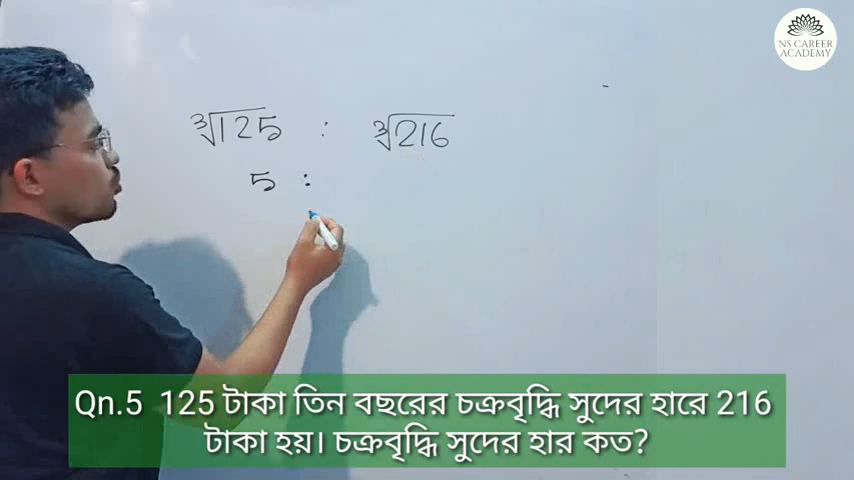 NS CAREER
ACADEMY
∛125 : ∛216
5 :
Qn.5 125 টাকা তিন বছরের চক্রবৃদ্ধি সুদের হারে 216
টাকা হয়। চক্রবৃদ্ধি সুদের হার কত?